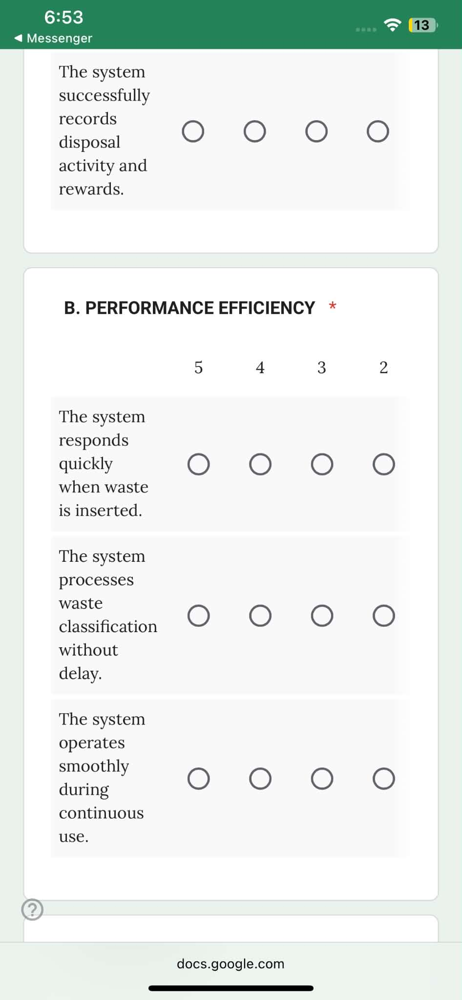 6:53
◀ Messenger
13
The system
successfully
records
disposal
activity and
rewards.
B. PERFORMANCE EFFICIENCY *
5 4 3 2
The system
responds
quickly
when waste
is inserted.
The system
processes
waste
classification
without
delay.
The system
operates
smoothly
during
continuous
use.
?
docs.google.com